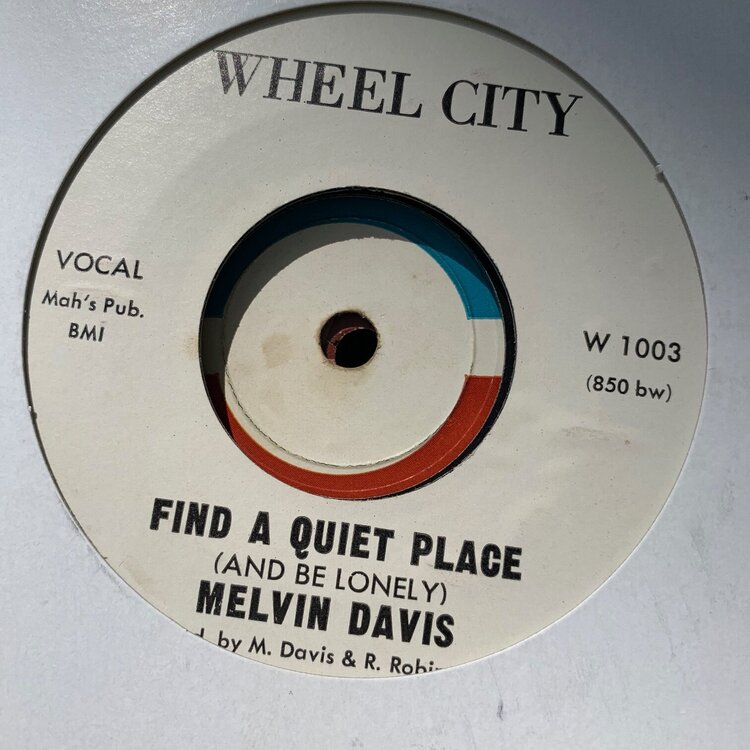 WHEEL CITY
VOCAL
Mah's Pub.
BMI
W 1003
(850 bw)
FIND A QUIET PLACE
(AND BE LONELY)
MELVIN DAVIS
by M. Davis & R.